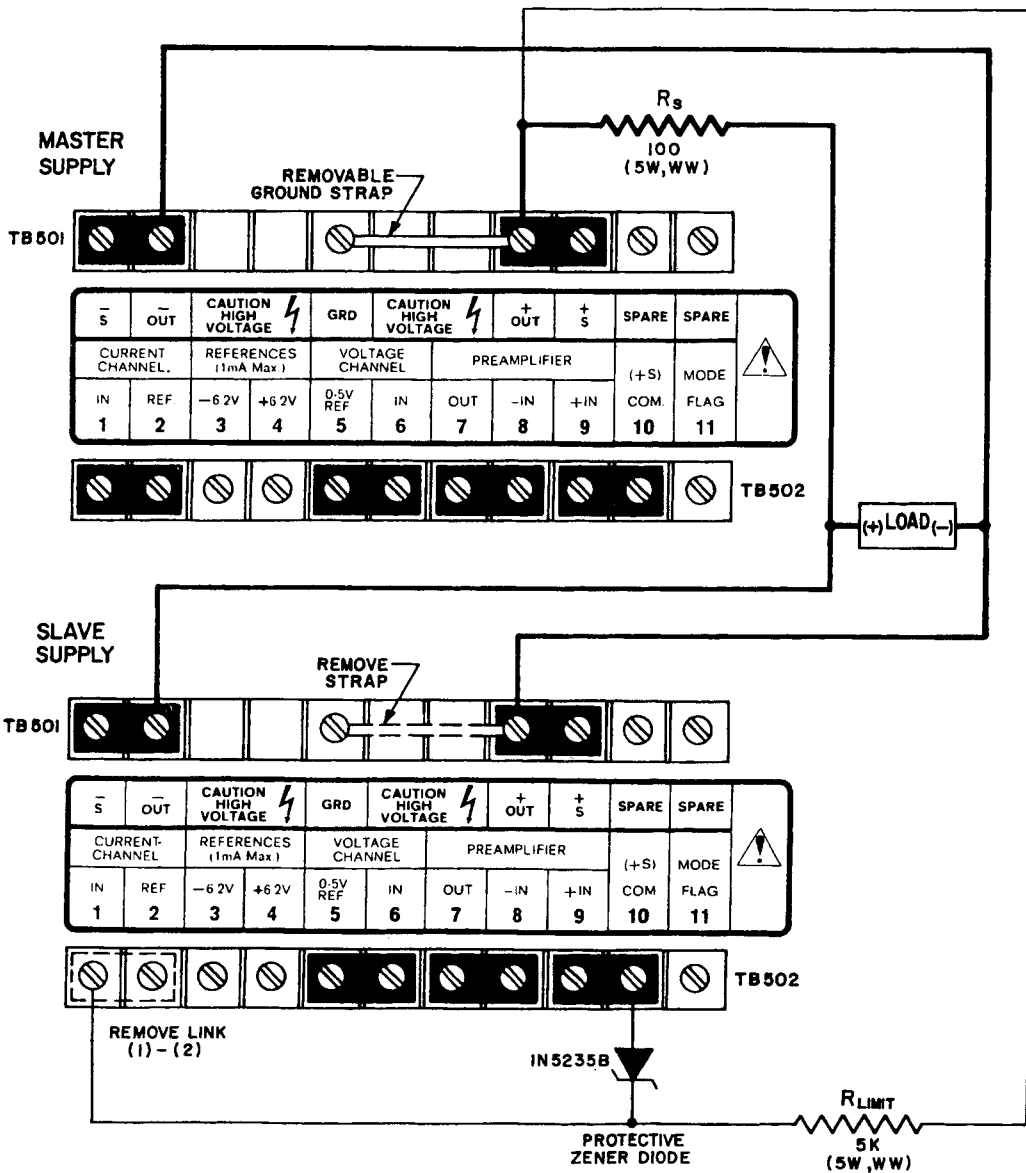 R_s
100
(5W,WW)
MASTER
SUPPLY
REMOVABLE
GROUND STRAP
TB501
− S
− OUT
CAUTION HIGH VOLTAGE
GRD
CAUTION HIGH VOLTAGE
+ OUT
+ S
SPARE
SPARE
CURRENT CHANNEL.
REFERENCES (1mA Max.)
VOLTAGE CHANNEL
PREAMPLIFIER
(+S) COM.
MODE FLAG
IN
REF.
−6.2V
+6.2V
0-5V REF
IN
OUT
−IN
+IN
1
2
3
4
5
6
7
8
9
10
11
TB502
(+) LOAD (−)
SLAVE
SUPPLY
REMOVE
STRAP
TB501
− S
− OUT
CAUTION HIGH VOLTAGE
GRD
CAUTION HIGH VOLTAGE
+ OUT
+ S
SPARE
SPARE
CURRENT-CHANNEL
REFERENCES (1mA Max.)
VOLTAGE CHANNEL
PREAMPLIFIER
(+S) COM
MODE FLAG
IN
REF
−6.2V
+6.2V
0-5V REF
IN
OUT
−IN
+IN
1
2
3
4
5
6
7
8
9
10
11
TB502
REMOVE LINK
(1)-(2)
IN5235B
R_LIMIT
5K
(5W,WW)
PROTECTIVE
ZENER DIODE